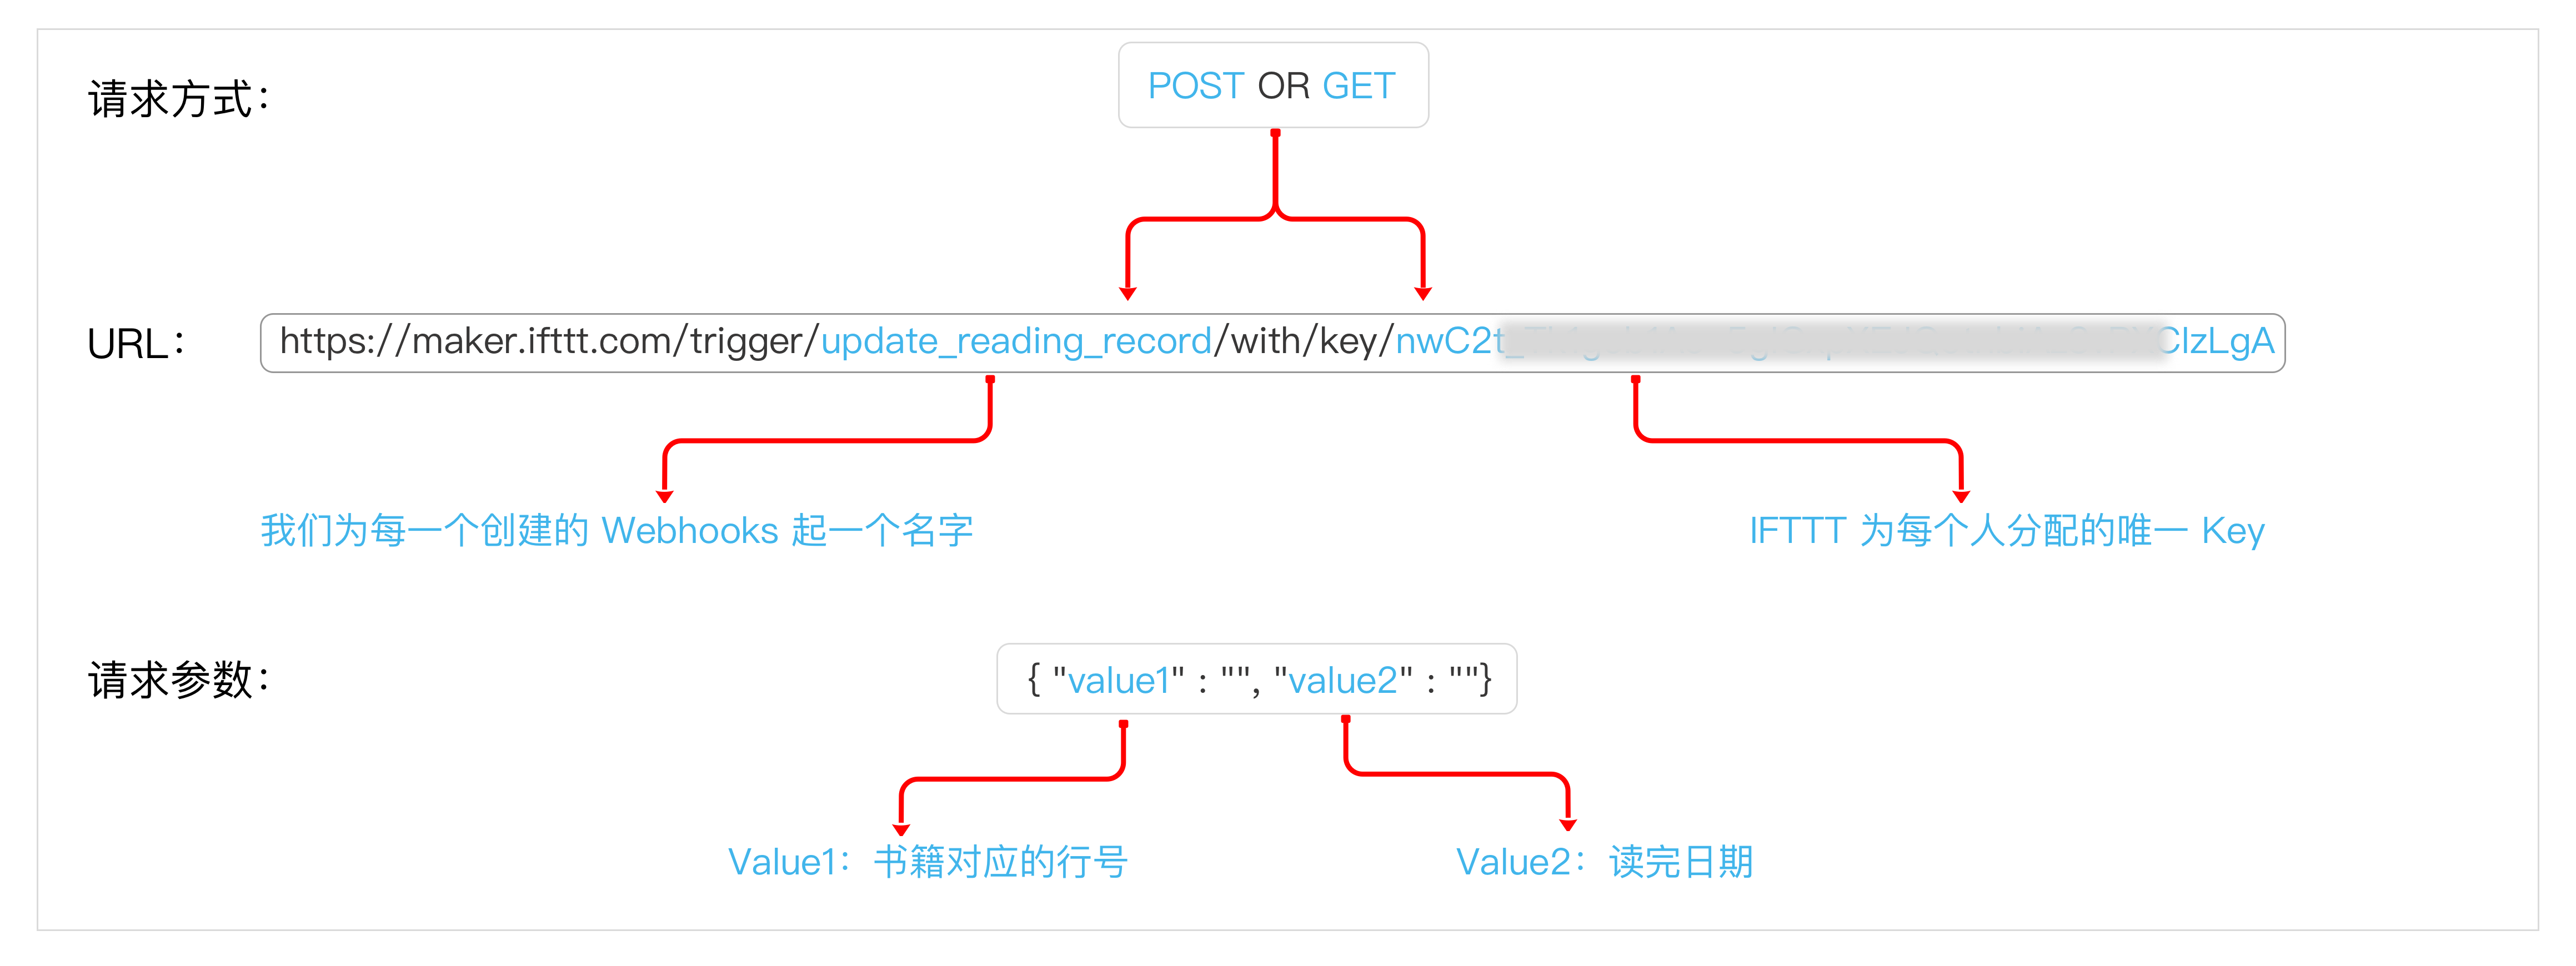 请求方式：
POST OR GET
URL：
https://maker.ifttt.com/trigger/update_reading_record/with/key/nwC2t CIzLgA
我们为每一个创建的 Webhooks 起一个名字
IFTTT 为每个人分配的唯一 Key
请求参数：
{ "value1" : "", "value2" : ""}
Value1：书籍对应的行号
Value2：读完日期